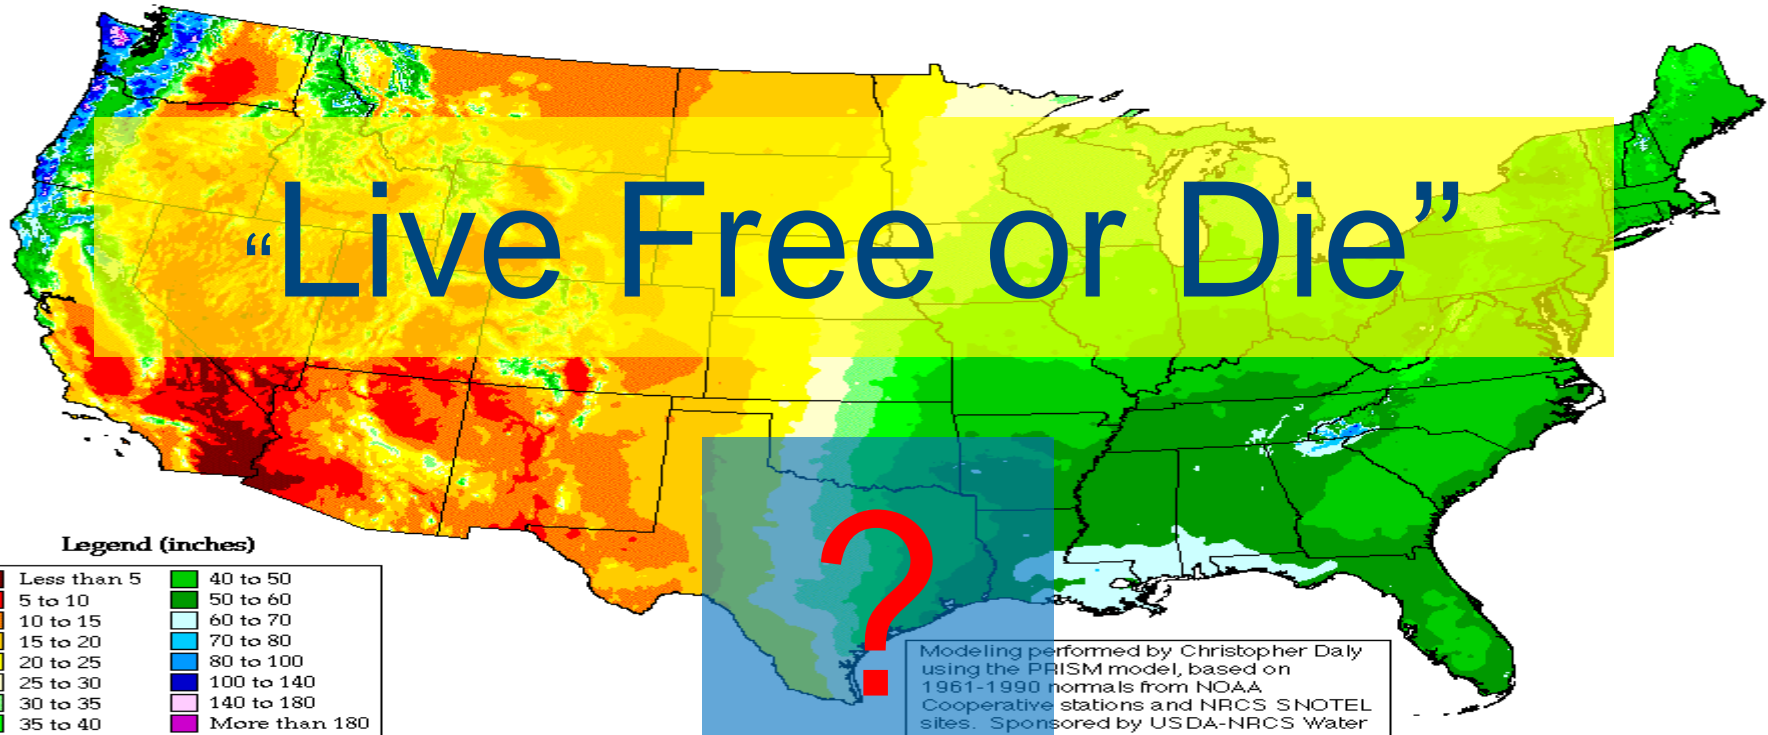 “Live Free or Die”
?
Legend (inches)
Less than 5
5 to 10
10 to 15
15 to 20
20 to 25
25 to 30
30 to 35
35 to 40
40 to 50
50 to 60
60 to 70
70 to 80
80 to 100
100 to 140
140 to 180
More than 180
Modeling performed by Christopher Daly
using the PRISM model, based on
1961-1990 normals from NOAA
Cooperative stations and NRCS SNOTEL
sites. Sponsored by USDA-NRCS Water